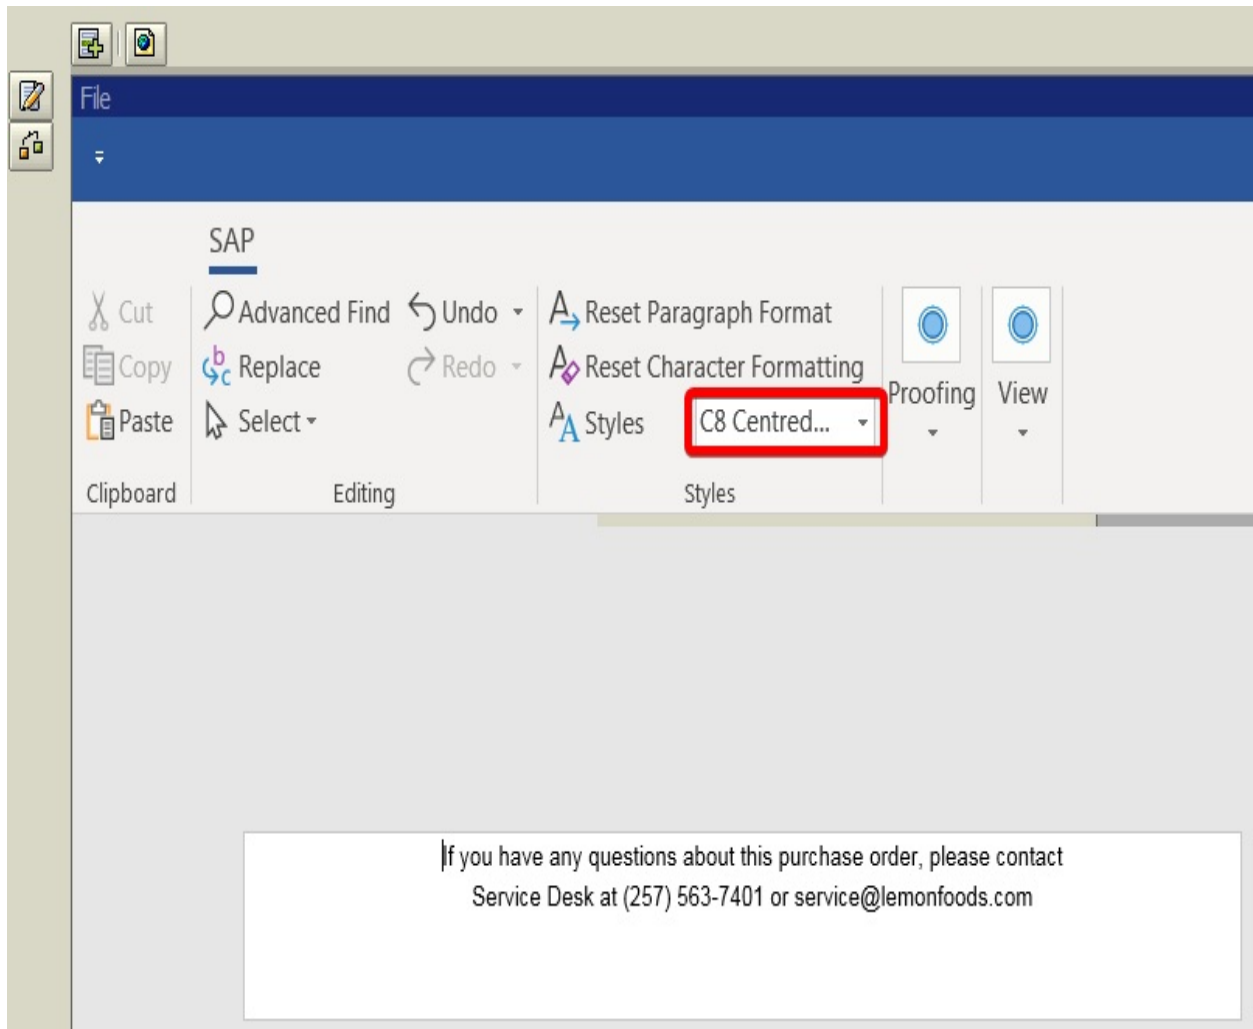 File
SAP
Cut
Advanced Find
Undo
Reset Paragraph Format
Copy
Replace
Redo
Reset Character Formatting
Paste
Select
Styles
C8 Centred...
Proofing
View
Clipboard
Editing
Styles
If you have any questions about this purchase order, please contact
Service Desk at (257) 563-7401 or service@lemonfoods.com